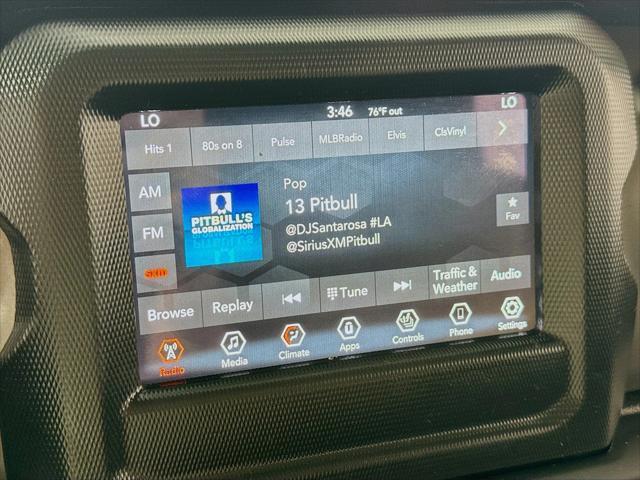 LO 3:46 76°F out LO
Hits 1 80s on 8 Pulse MLBRadio Elvis ClsVinyl
AM
FM
sxm
PITBULL'S
GLOBALIZATION
Pop
13 Pitbull
@DJSantarosa #LA
@SiriusXMPitbull
Fav
Browse Replay Tune Traffic &
Weather Audio
Radio Media Climate Apps Controls Phone Settings